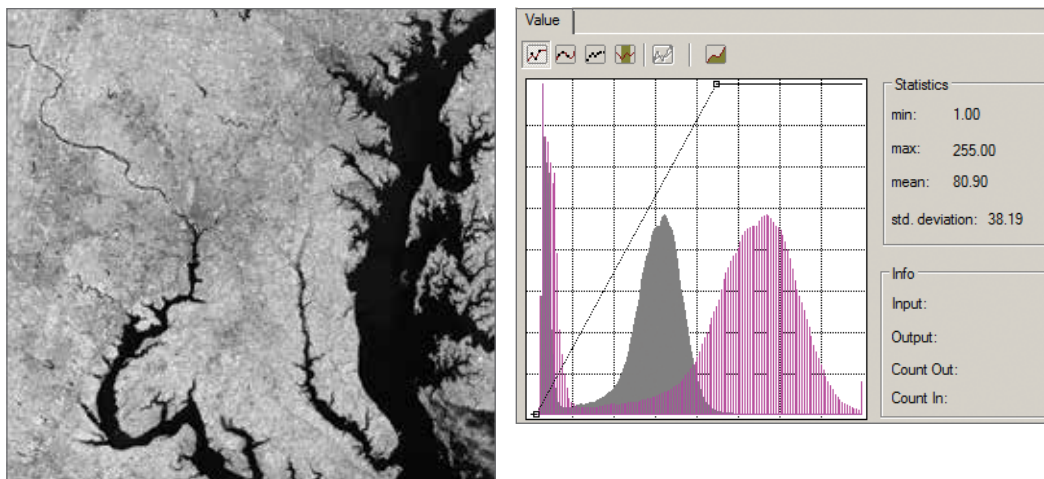 Value
Statistics
min: 1.00
max: 255.00
mean: 80.90
std. deviation: 38.19
Info
Input:
Output:
Count Out:
Count In: